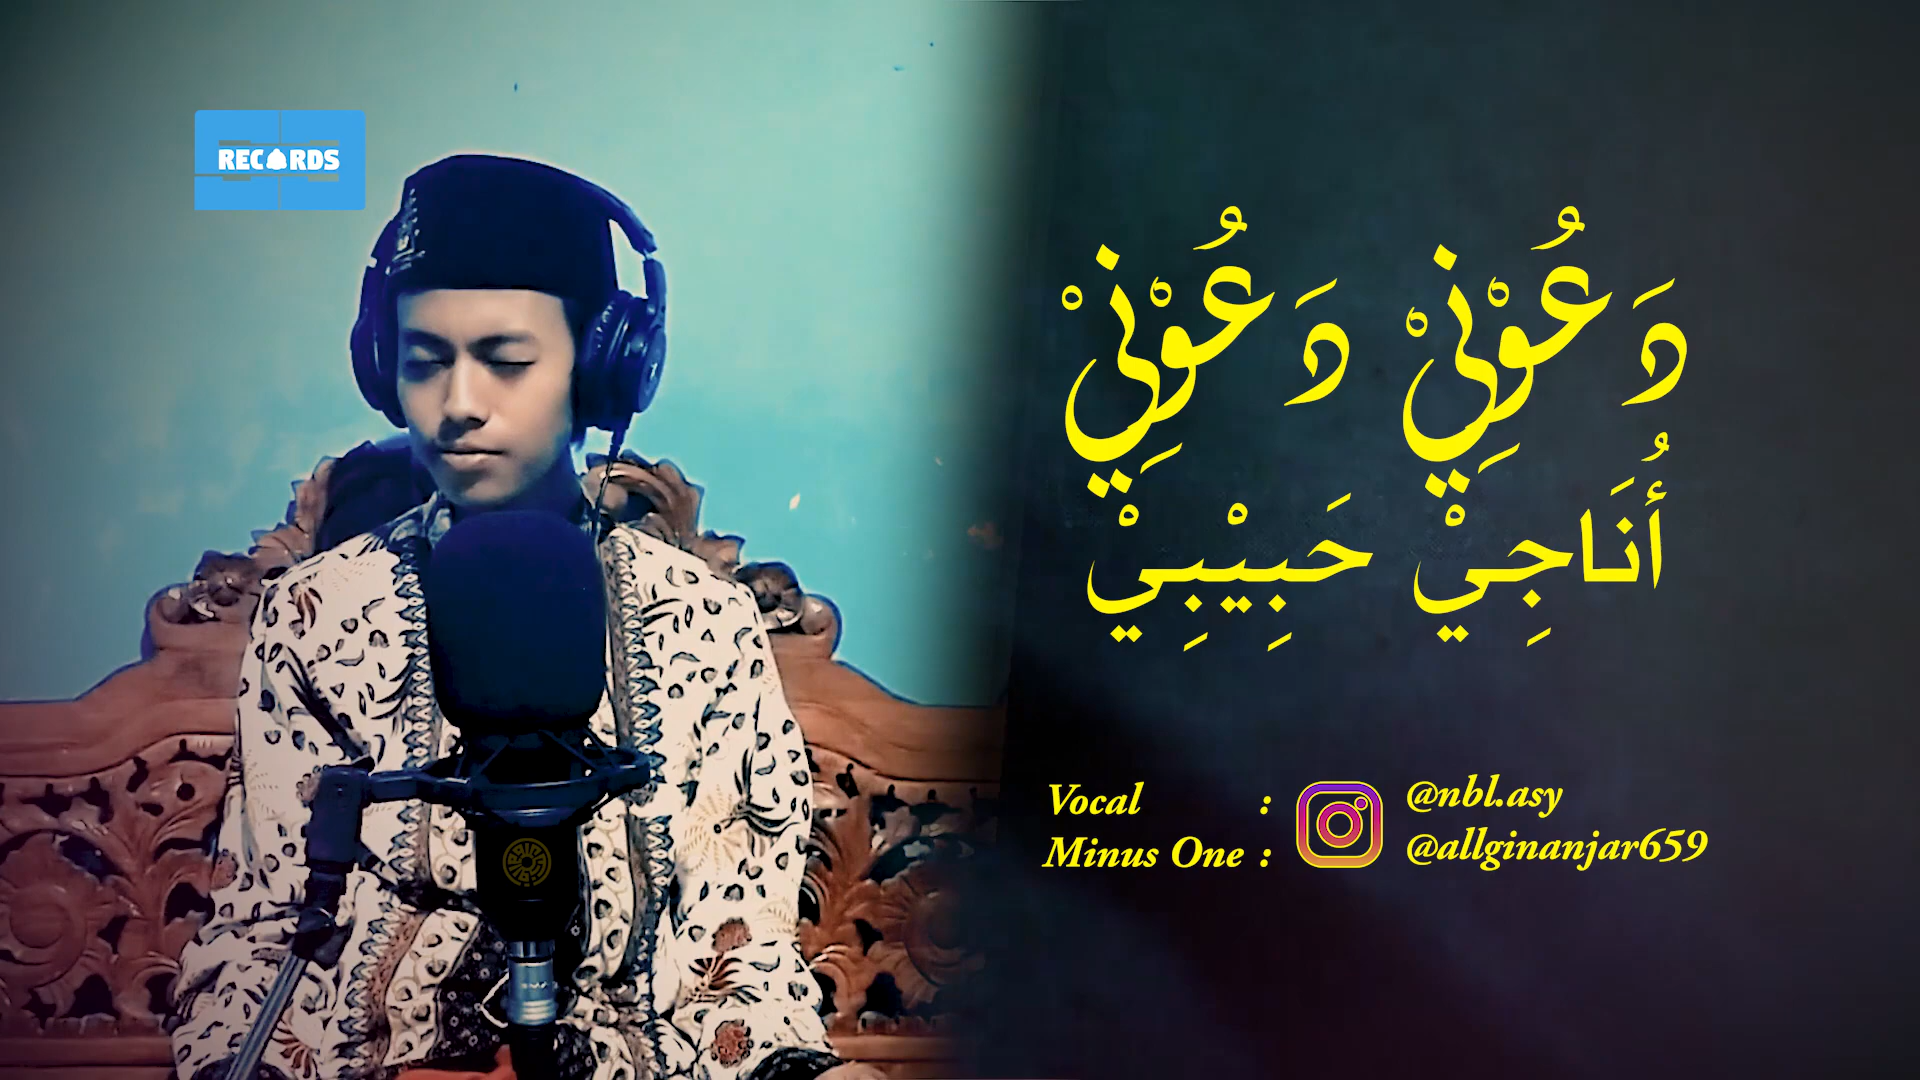 RECORDS
دَعُوْنِيْ دَعُوْنِيْ
أُنَاجِيْ حَبِيْبِيْ
Vocal : @nbl.asy
Minus One : @allginanjar659